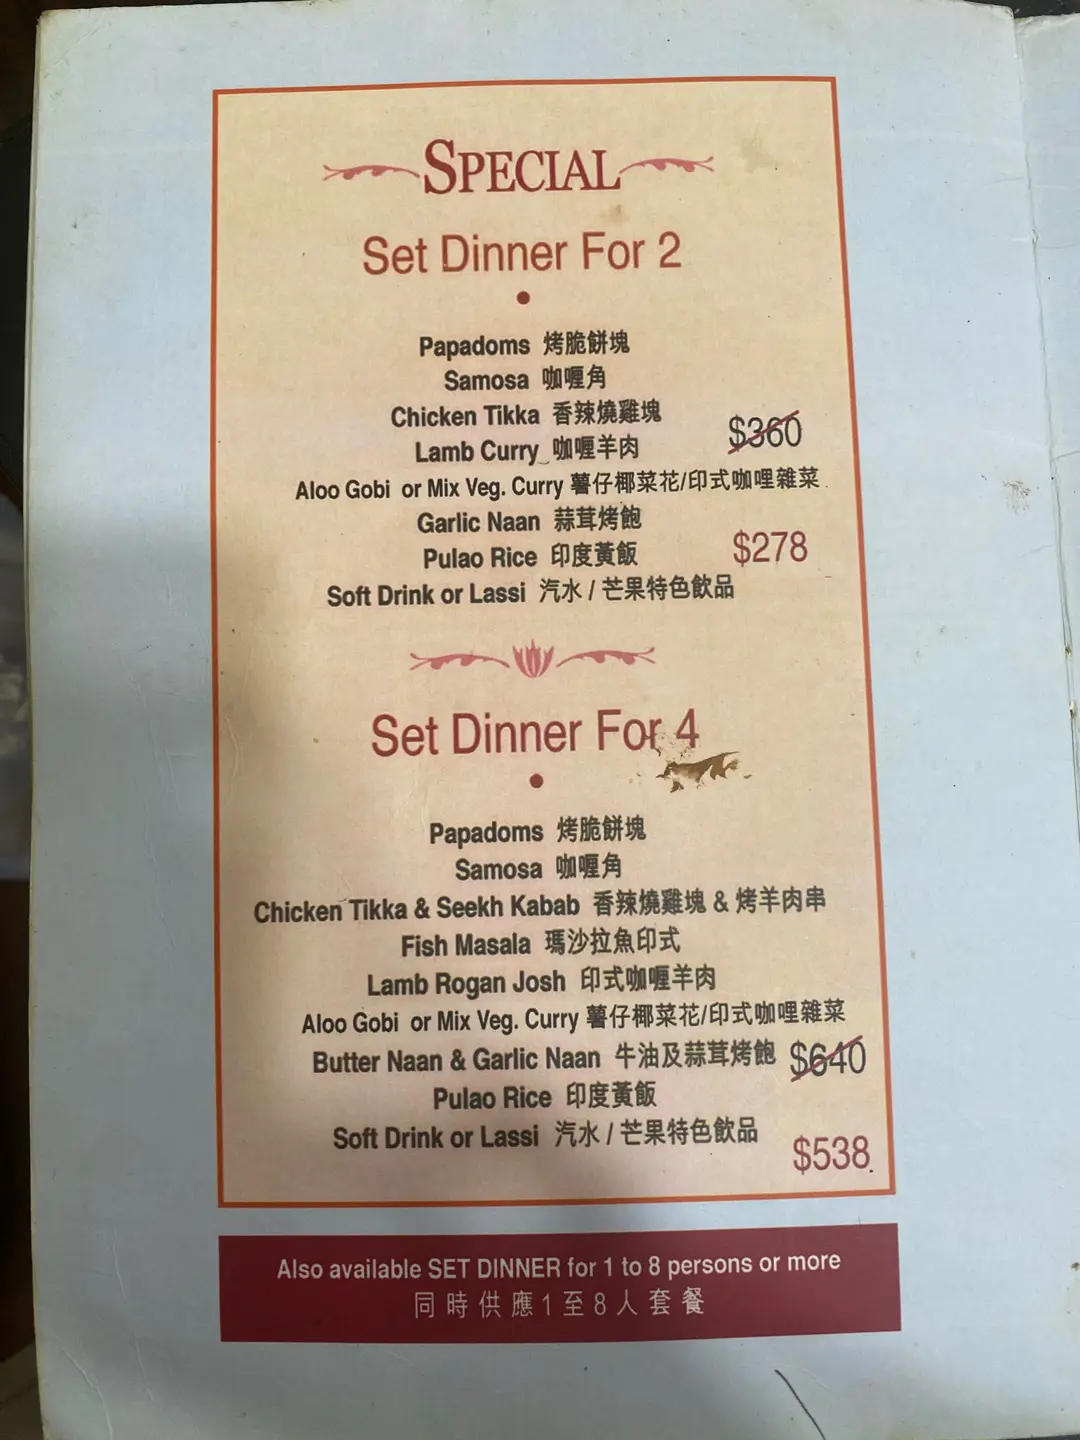 SPECIAL
Set Dinner For 2
Papadoms 烤脆餅塊
Samosa 咖喱角
Chicken Tikka 香辣燒雞塊
$360
Lamb Curry 咖喱羊肉
Aloo Gobi or Mix Veg. Curry 薯仔椰菜花/印式咖哩雜菜
Garlic Naan 蒜茸烤飽
Pulao Rice 印度黃飯
$278
Soft Drink or Lassi 汽水 / 芒果特色飲品
Set Dinner For 4
Papadoms 烤脆餅塊
Samosa 咖喱角
Chicken Tikka & Seekh Kabab 香辣燒雞塊 & 烤羊肉串
Fish Masala 瑪沙拉魚印式
Lamb Rogan Josh 印式咖喱羊肉
Aloo Gobi or Mix Veg. Curry 薯仔椰菜花/印式咖哩雜菜
Butter Naan & Garlic Naan 牛油及蒜茸烤飽 $640
Pulao Rice 印度黃飯
Soft Drink or Lassi 汽水 / 芒果特色飲品
$538
Also available SET DINNER for 1 to 8 persons or more
同時供應1至8人套餐